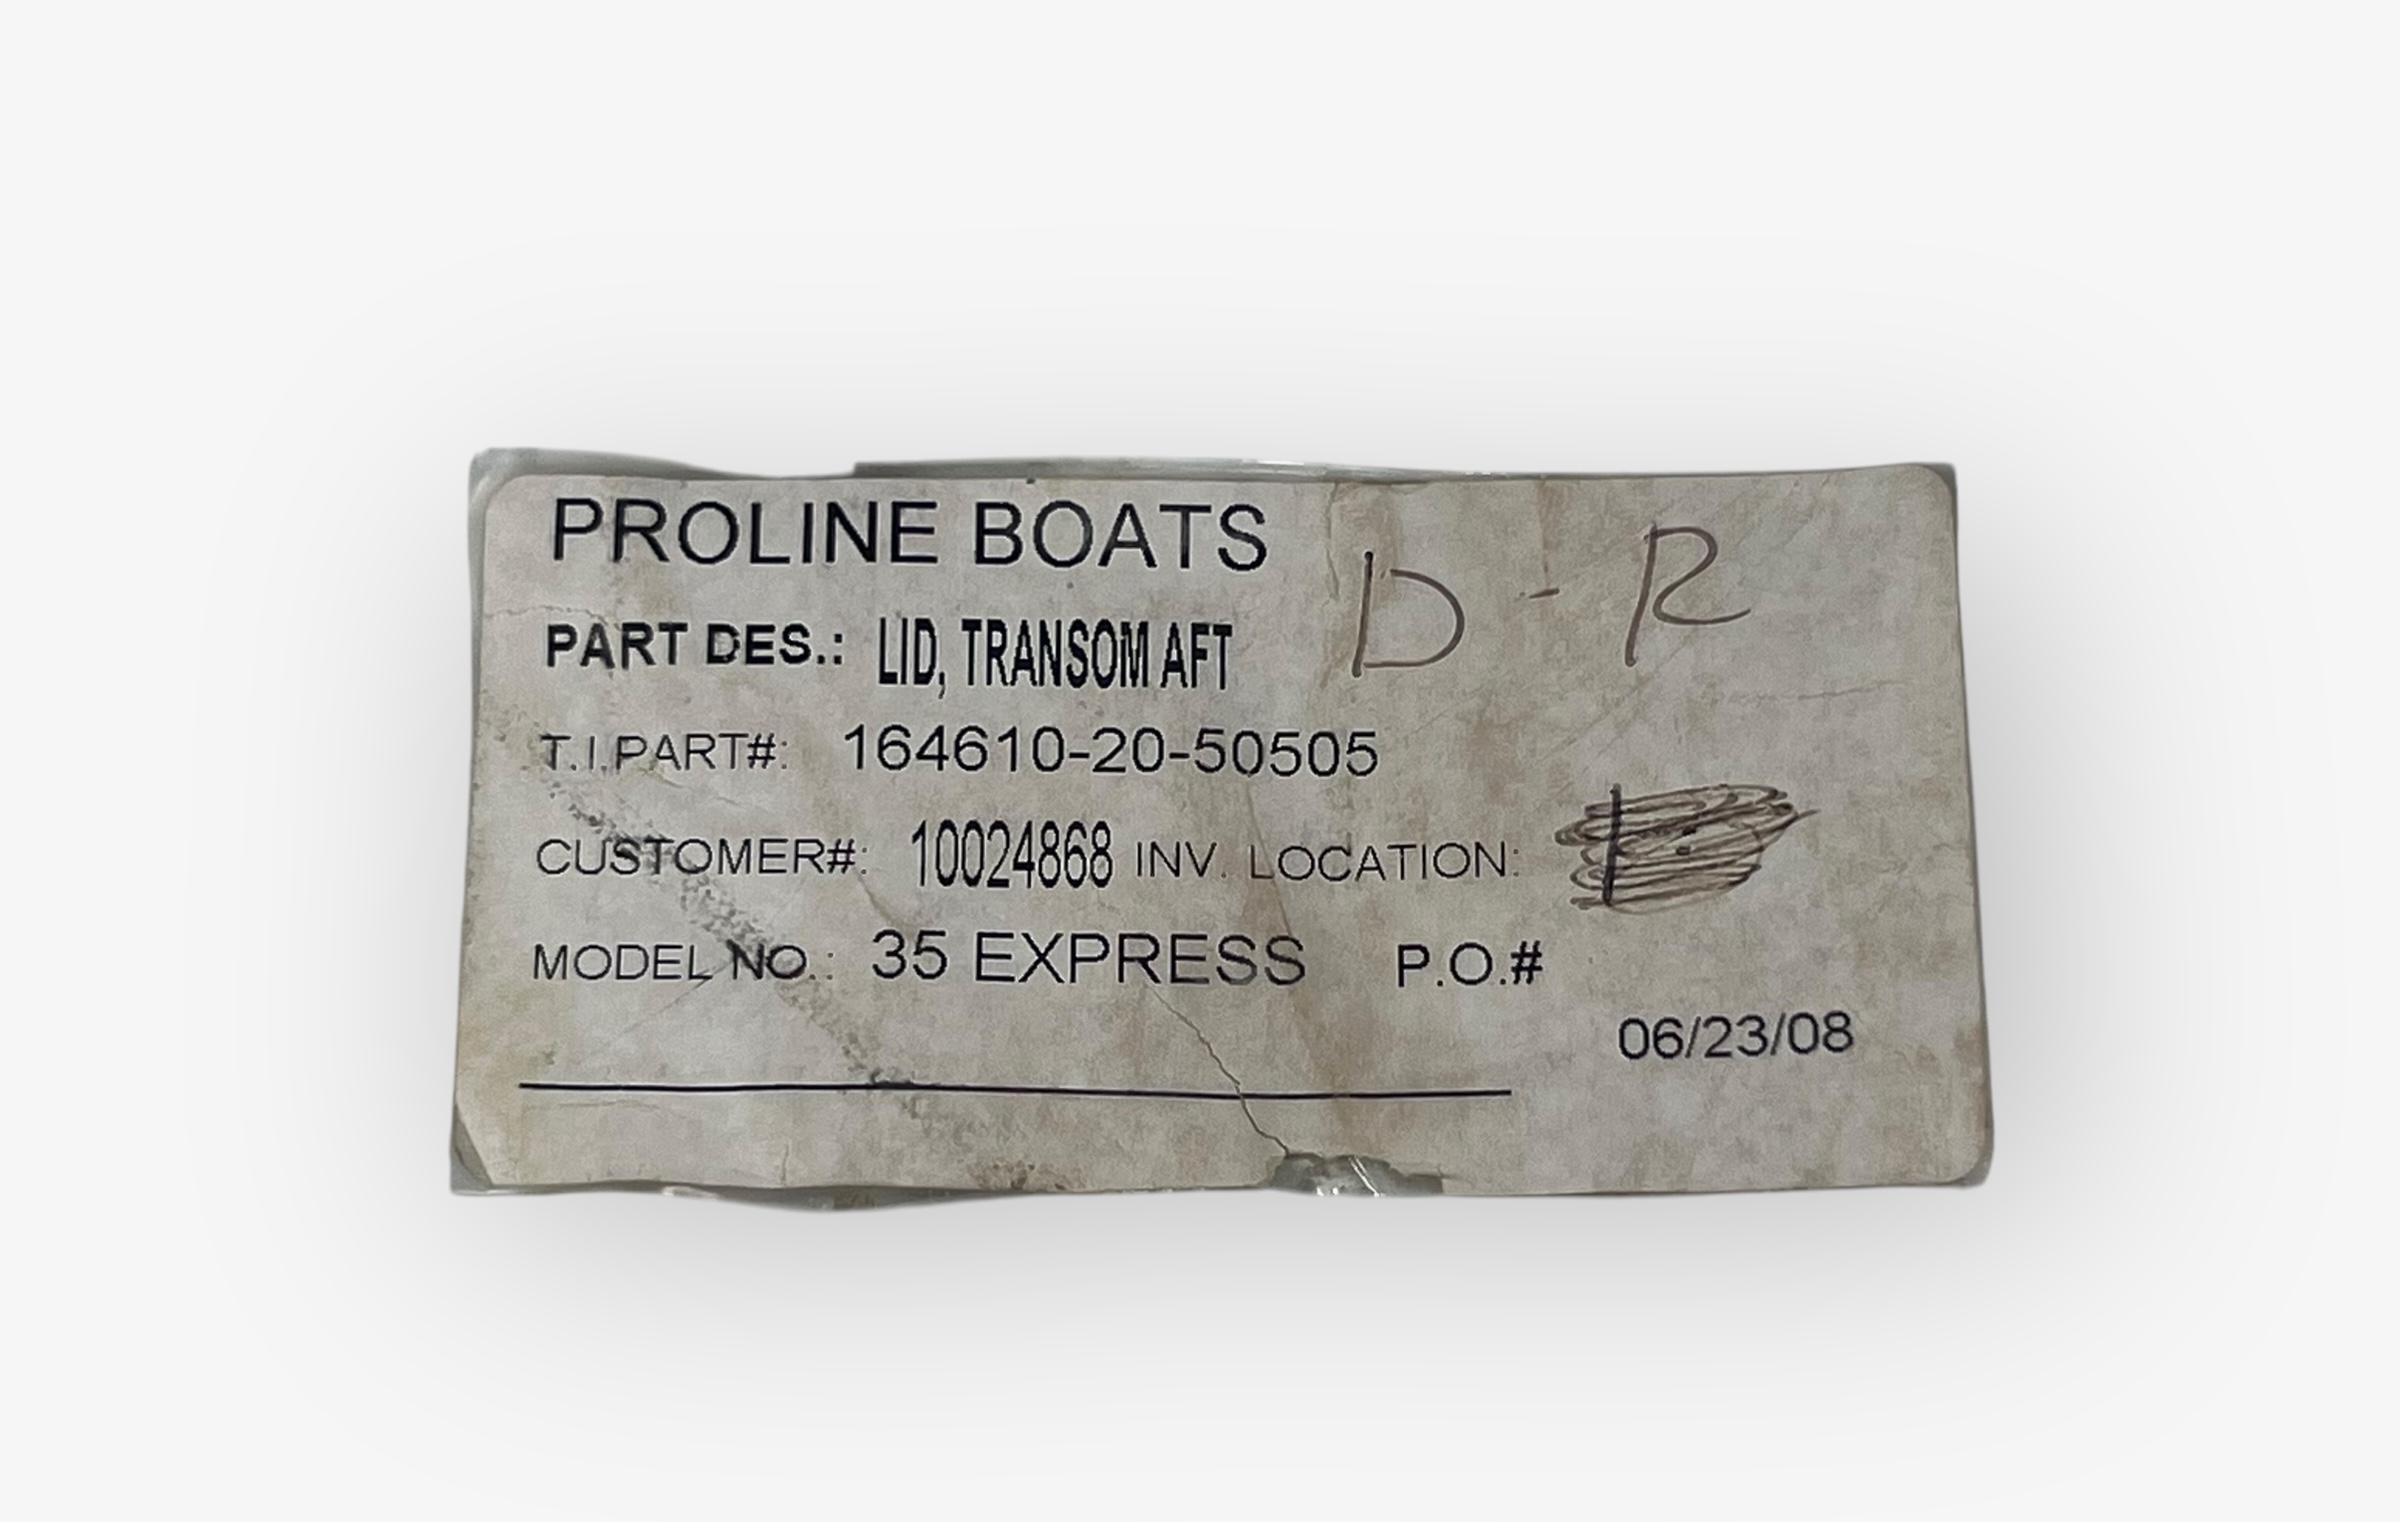 PROLINE BOATS
D - R
PART DES.: LID, TRANSOM AFT
T.I.PART#: 164610-20-50505
CUSTOMER#: 10024868 INV. LOCATION:
MODEL NO.: 35 EXPRESS P.O.#
06/23/08